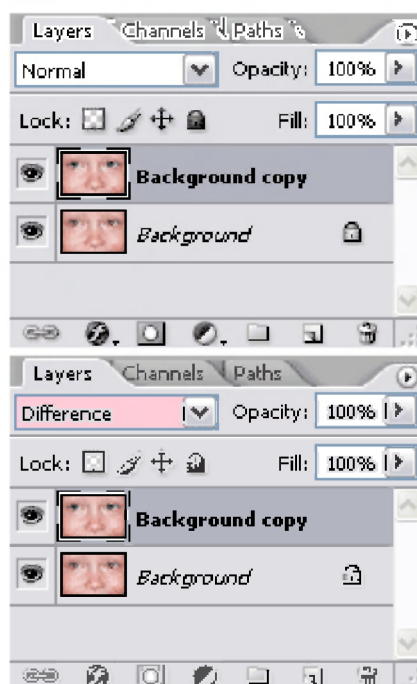 Layers Channels Paths
Normal Opacity: 100%
Lock: Fill: 100%
Background copy
Background
Layers Channels Paths
Difference Opacity: 100%
Lock: Fill: 100%
Background copy
Background